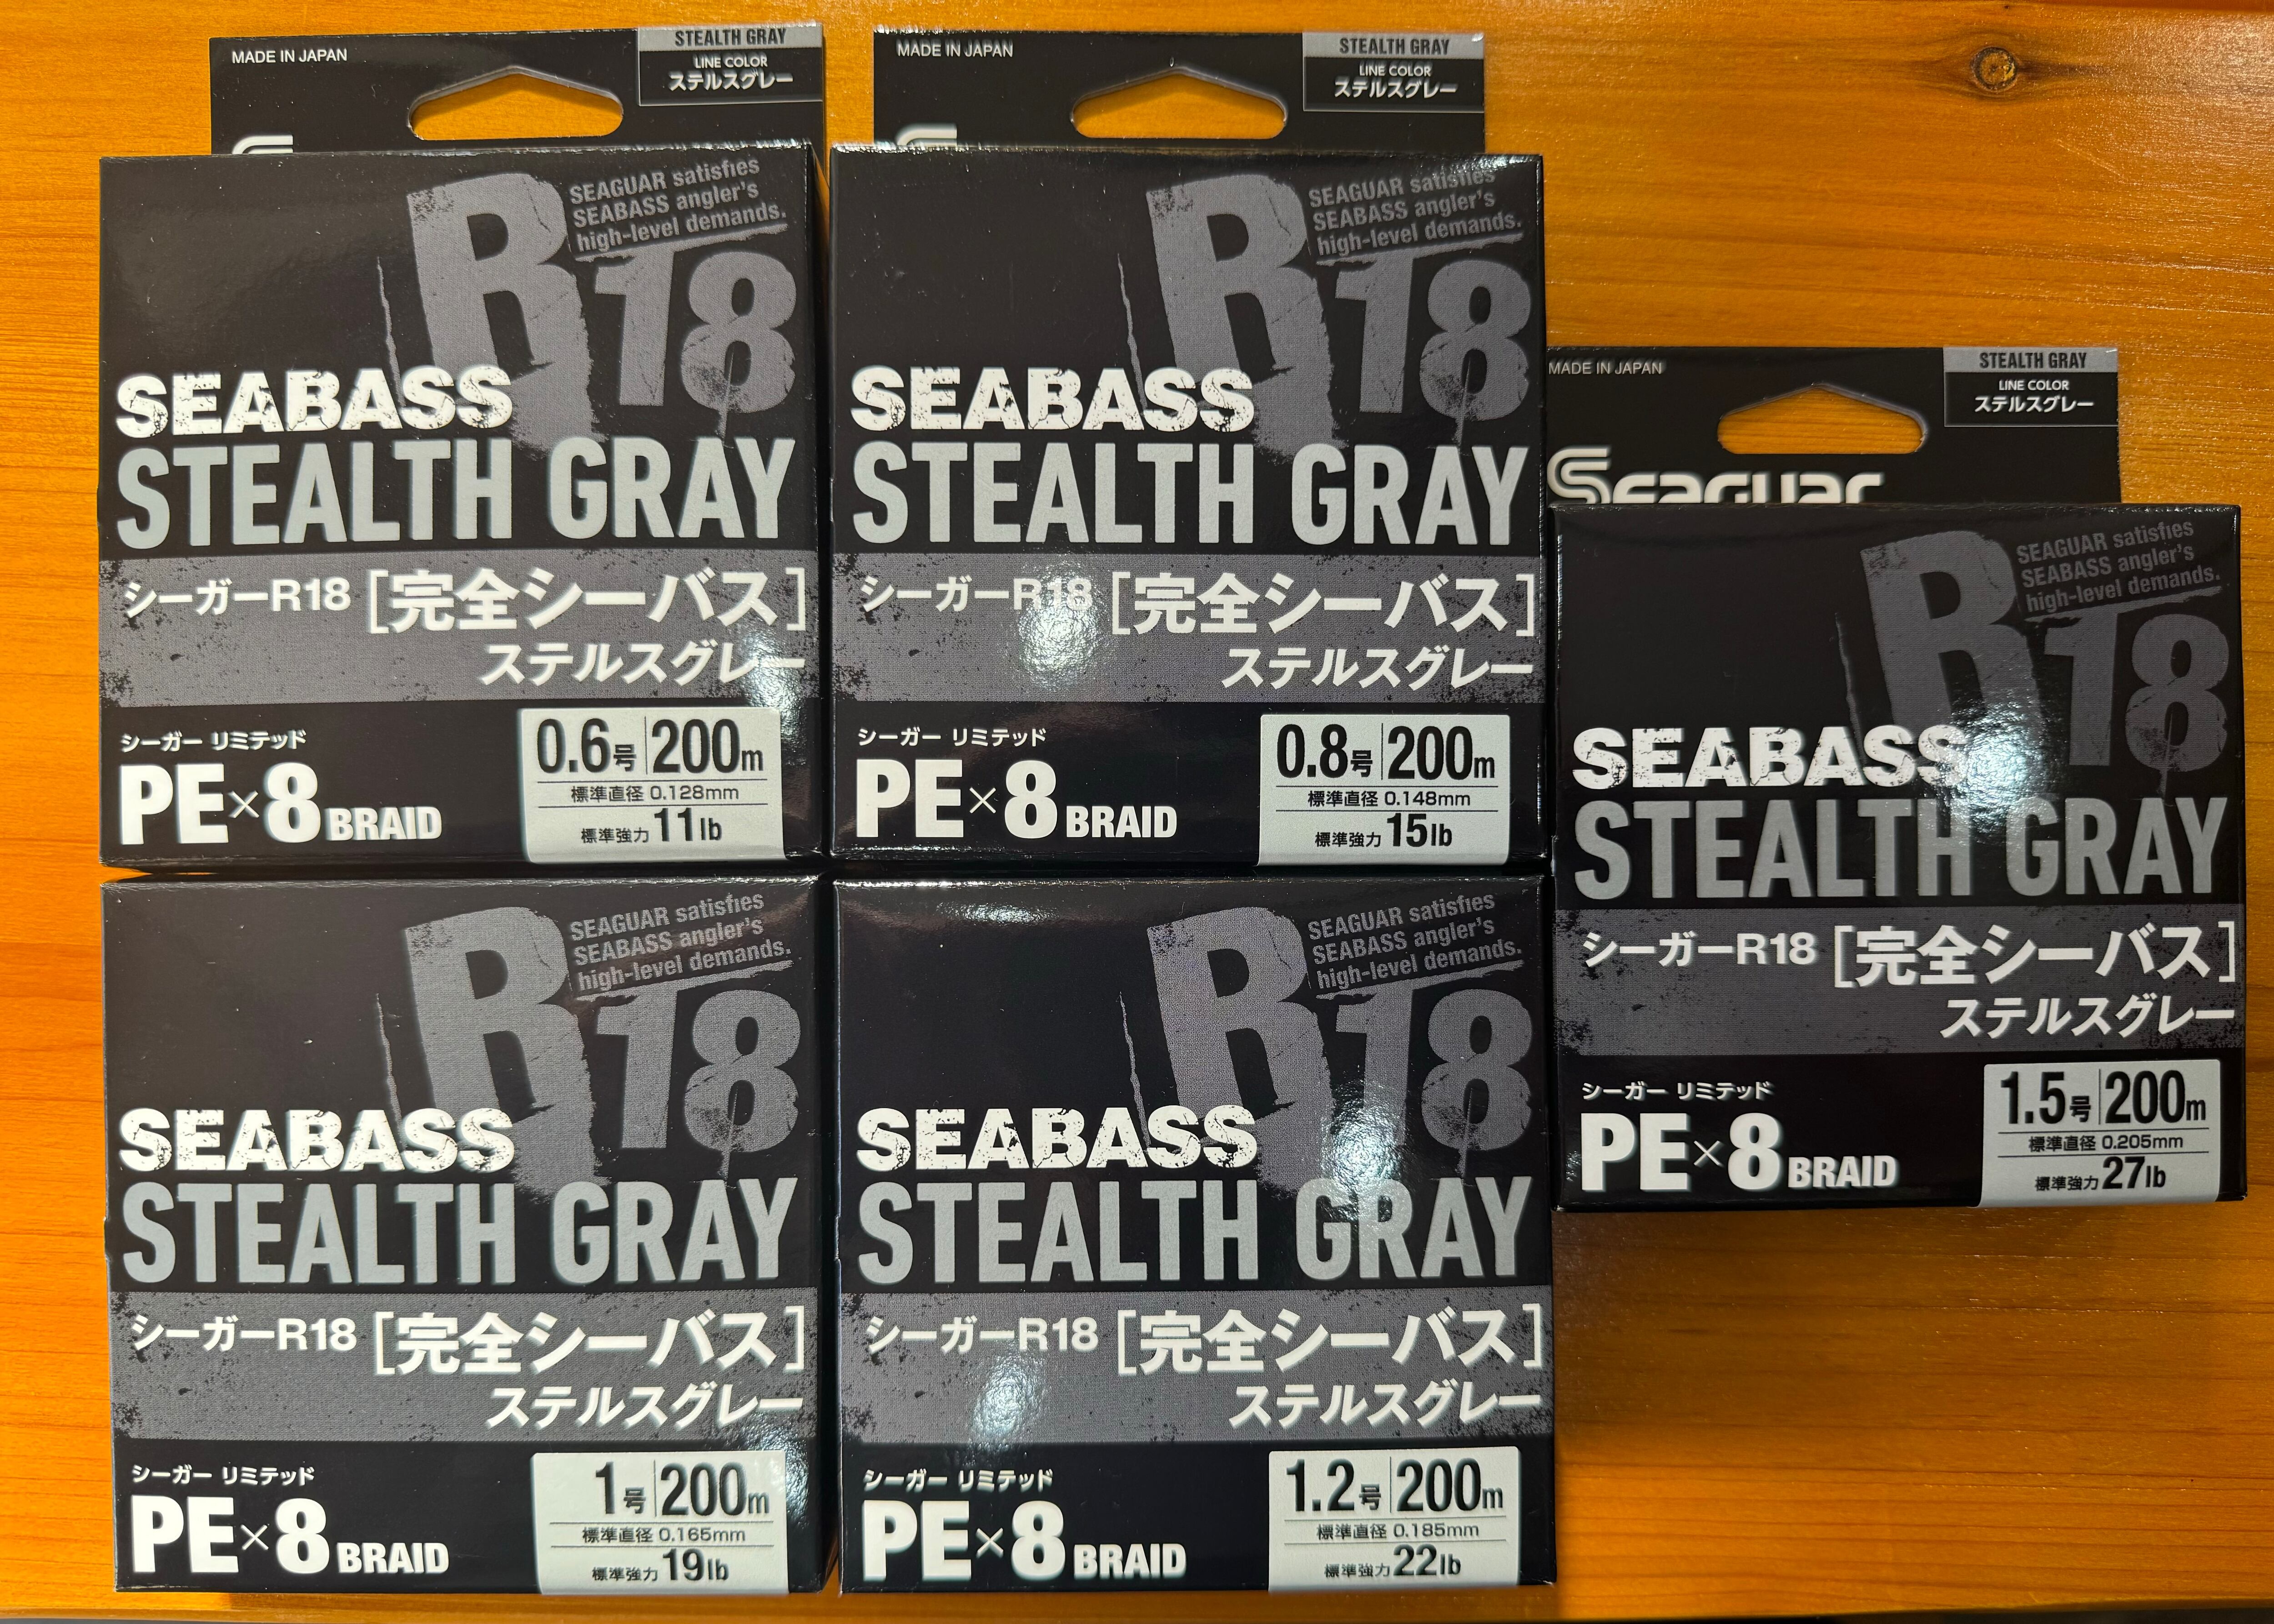 MADE IN JAPAN
STEALTH GRAY
LINE COLOR
ステルスグレー
R18
SEAGUAR satisfies
SEABASS angler's
high-level demands.
SEABASS
STEALTH GRAY
シーガーR18 [完全シーバス]
ステルスグレー
シーガー リミテッド
PE×8 BRAID
0.6号 200m
標準直径 0.128mm
標準強力 11lb
MADE IN JAPAN
STEALTH GRAY
LINE COLOR
ステルスグレー
R18
SEAGUAR satisfies
SEABASS angler's
high-level demands.
SEABASS
STEALTH GRAY
シーガーR18 [完全シーバス]
ステルスグレー
シーガー リミテッド
PE×8 BRAID
0.8号 200m
標準直径 0.148mm
標準強力 15lb
MADE IN JAPAN
STEALTH GRAY
LINE COLOR
ステルスグレー
Seaguar
R18
SEAGUAR satisfies
SEABASS angler's
high-level demands.
SEABASS
STEALTH GRAY
シーガーR18 [完全シーバス]
ステルスグレー
シーガー リミテッド
PE×8 BRAID
1.5号 200m
標準直径 0.205mm
標準強力 27lb
R18
SEAGUAR satisfies
SEABASS angler's
high-level demands.
SEABASS
STEALTH GRAY
シーガーR18 [完全シーバス]
ステルスグレー
シーガー リミテッド
PE×8 BRAID
1号 200m
標準直径 0.165mm
標準強力 19lb
R18
SEAGUAR satisfies
SEABASS angler's
high-level demands.
SEABASS
STEALTH GRAY
シーガーR18 [完全シーバス]
ステルスグレー
シーガー リミテッド
PE×8 BRAID
1.2号 200m
標準直径 0.185mm
標準強力 22lb